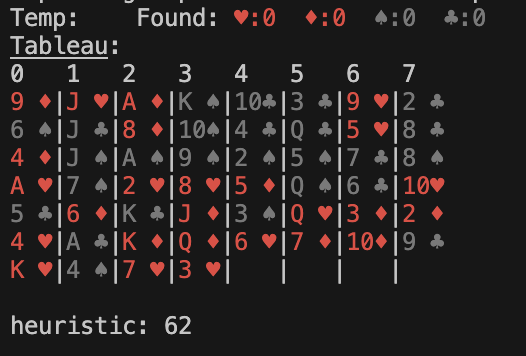 Temp:    Found: ♥:0  ♦:0  ♠:0  ♣:0
Tableau:
0   1   2   3   4   5   6   7
9 ♦|J ♥|A ♦|K ♠|10♣|3 ♣|9 ♥|2 ♣
6 ♠|J ♣|8 ♦|10♠|4 ♣|Q ♣|5 ♥|8 ♣
4 ♦|J ♠|A ♠|9 ♠|2 ♠|5 ♠|7 ♣|8 ♠
A ♥|7 ♠|2 ♥|8 ♥|5 ♦|Q ♠|6 ♣|10♥
5 ♣|6 ♦|K ♣|J ♦|3 ♠|Q ♥|3 ♦|2 ♦
4 ♥|A ♣|K ♦|Q ♦|6 ♥|7 ♦|10♦|9 ♣
K ♥|4 ♠|7 ♥|3 ♥|   |   |   |
heuristic: 62